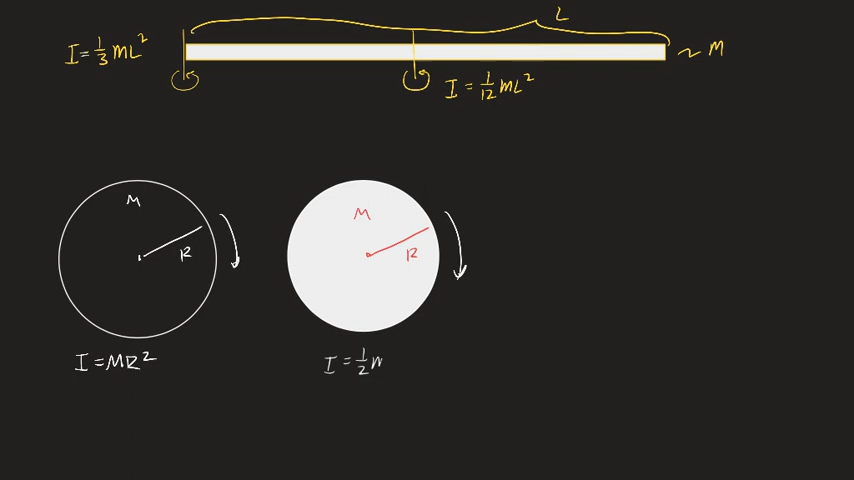 L
I = 1/3 ML²
~ M
I = 1/12 ML²
M
R
M
R
I = MR²
I = 1/2 M